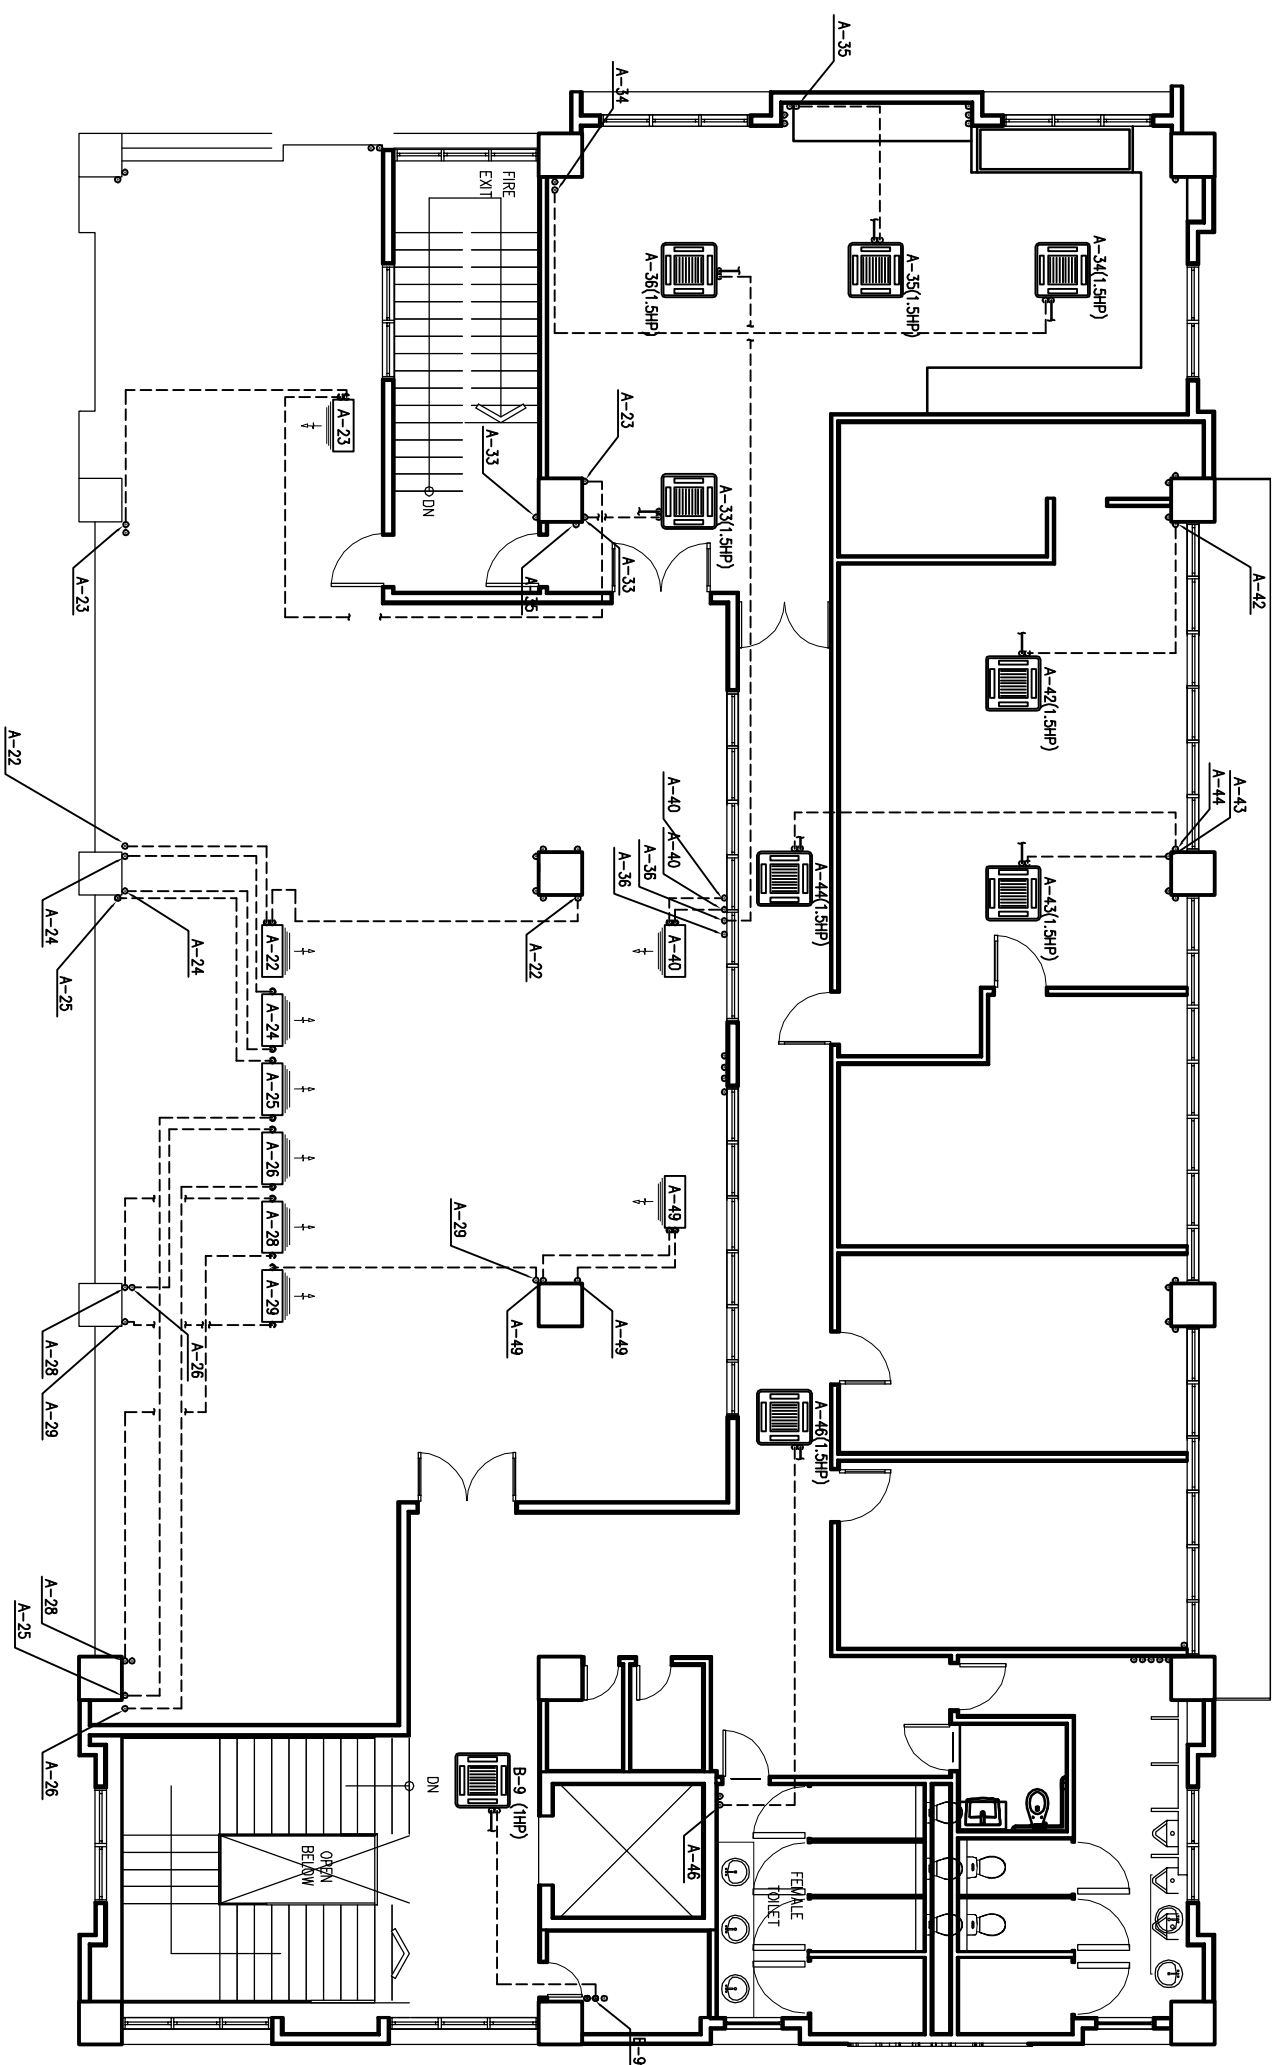 A-35
A-34
FIRE
EXIT
A-34(1.5HP)
A-35(1.5HP)
A-36(1.5HP)
A-23
A-23
A-33
DN
A-33(1.5HP)
A-33
A-35
A-23
A-42
A-42(1.5HP)
A-22
A-43
A-44
A-40
A-40
A-36
A-44(1.5HP)
A-43(1.5HP)
A-24
A-25
A-24
A-22
A-22
A-40
A-24
A-25
A-26
A-28
A-29
A-49
A-29
A-49
A-49
A-28
A-26
A-29
A-46(1.5HP)
A-28
A-25
A-26
DN
B-9 (1HP)
OPEN
BELOW
A-46
FEMALE
TOILET
B-9